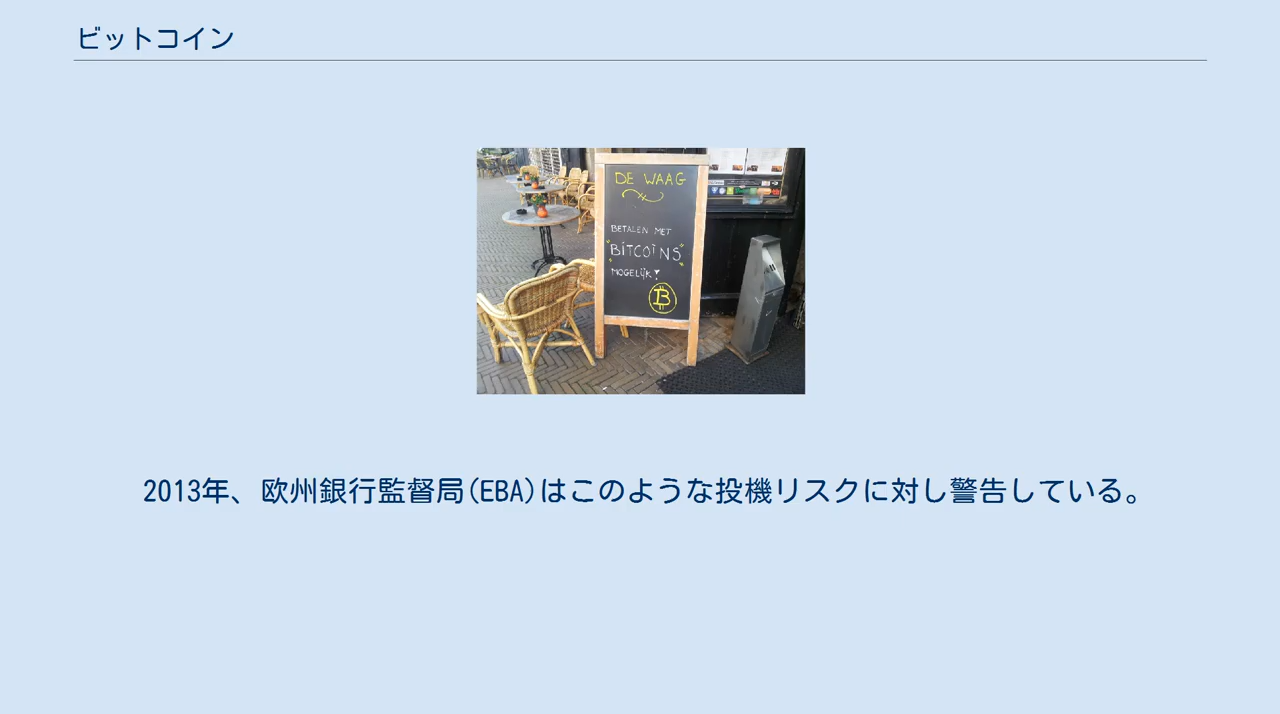 ビットコイン
DE WAAG
BETALEN MET
BITCOINS
MOGELIJK!
2013年、欧州銀行監督局(EBA)はこのような投機リスクに対し警告している。